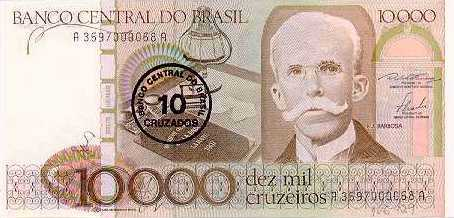 BANCO CENTRAL DO BRASIL 10000
A 3597000068 A
BANCO CENTRAL DO BRASIL
10
CRUZADOS
BARBOSA
10000 dez mil
cruzeiros
A 3597000068 A